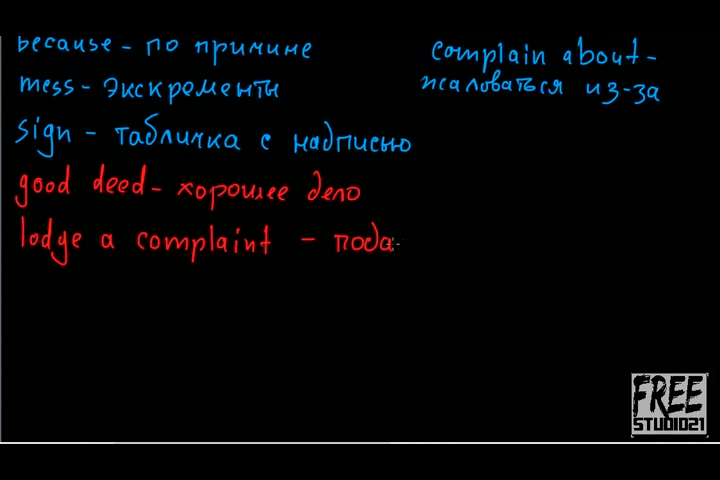 because - по причине
mess - экскременты
sign - табличка с надписью
good deed - хорошее дело
lodge a complaint - пода
complain about -
жаловаться из-за
FREE
STUDIO21